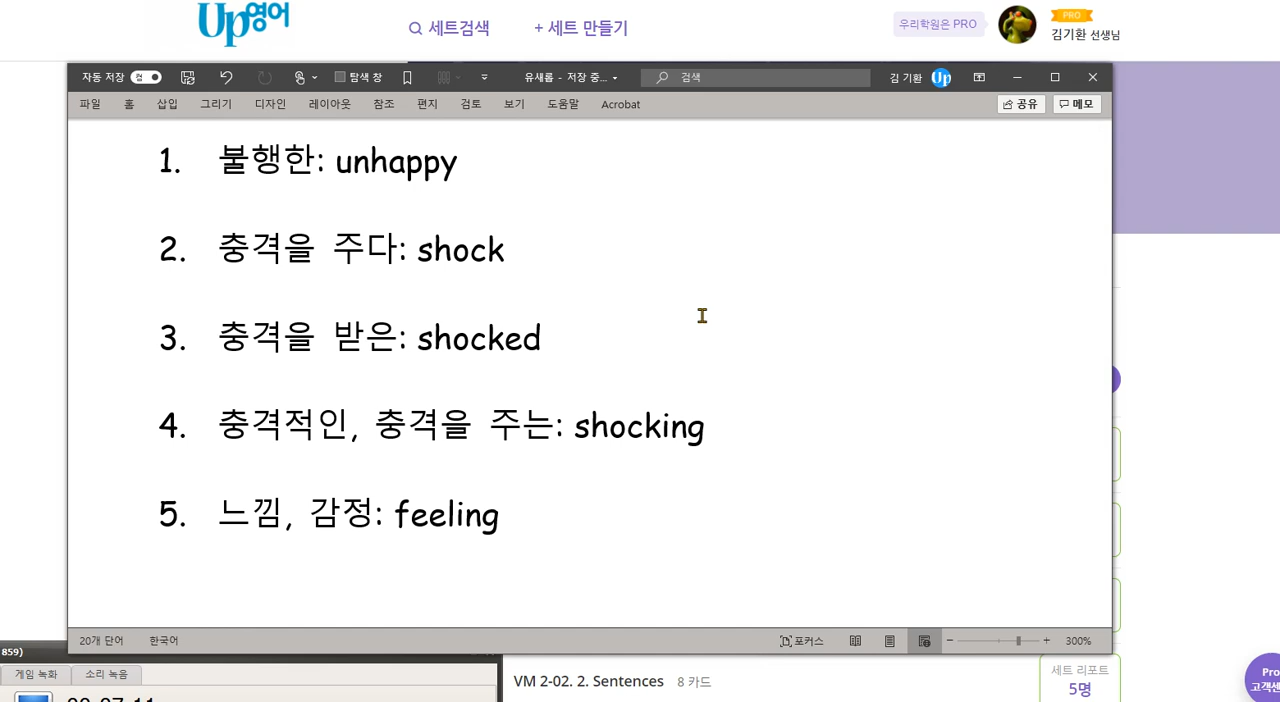 Up영어
세트검색
+ 세트 만들기
우리학원은 PRO
PRO
김기환 선생님
자동 저장
컴
탐색 창
유새롬 - 저장 중...
검색
김 기환
Up
파일 홈 삽입 그리기 디자인 레이아웃 참조 편지 검토 보기 도움말 Acrobat
공유
메모
1. 불행한: unhappy
2. 충격을 주다: shock
3. 충격을 받은: shocked
4. 충격적인, 충격을 주는: shocking
5. 느낌, 감정: feeling
20개 단어 한국어
포커스
300%
859)
게임 녹화 소리 녹음
VM 2-02. 2. Sentences 8 카드
세트 리포트
5명
Pro
고객센